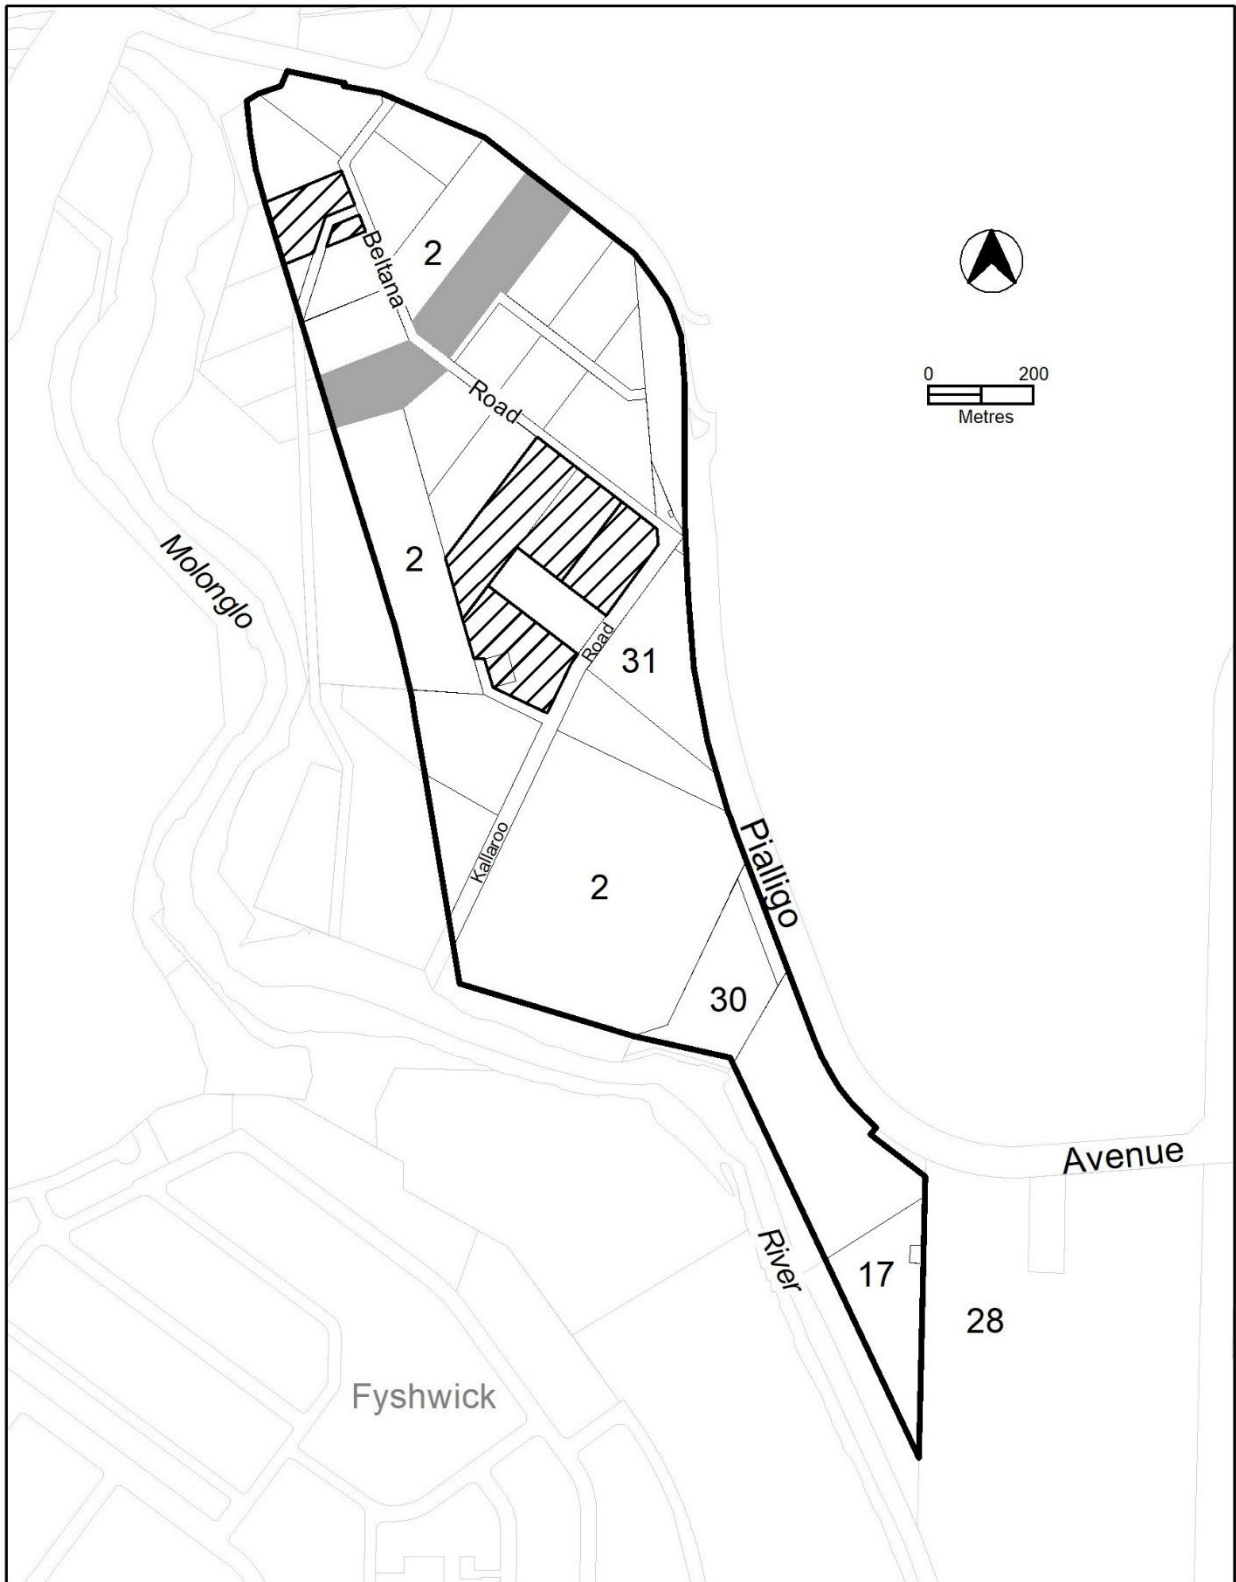 2
Beltana
0 200
Metres
Road
2
Molonglo
Road
31
Pialligo
Kallaroo
2
30
Avenue
River
17
28
Fyshwick